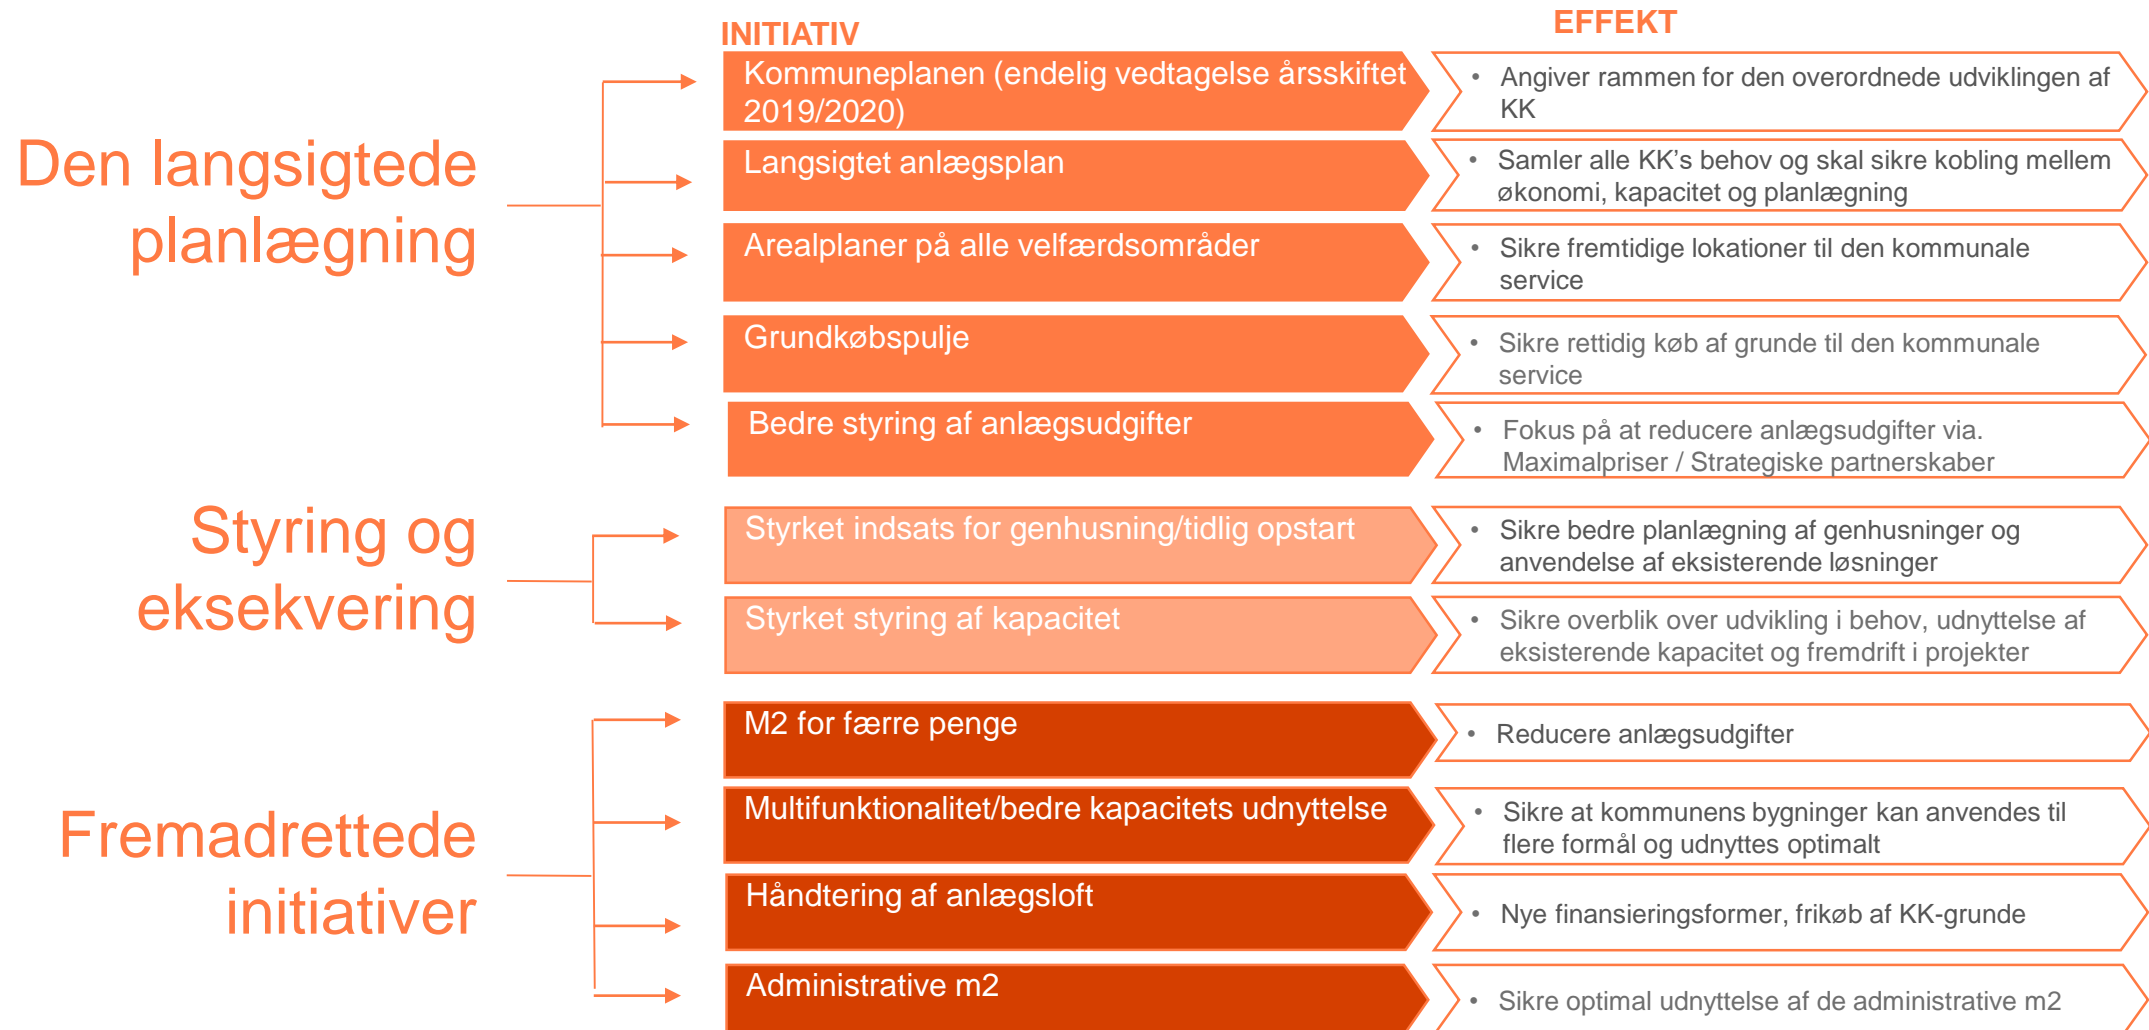 INITIATIV
EFFEKT
Den langsigtede
planlægning
Kommuneplanen (endelig vedtagelse årsskiftet
2019/2020)
• Angiver rammen for den overordnede udviklingen af
KK
Langsigtet anlægsplan
• Samler alle KK's behov og skal sikre kobling mellem
økonomi, kapacitet og planlægning
Arealplaner på alle velfærdsområder
• Sikre fremtidige lokationer til den kommunale
service
Grundkøbspulje
• Sikre rettidig køb af grunde til den kommunale
service
Bedre styring af anlægsudgifter
• Fokus på at reducere anlægsudgifter via.
Maximalpriser / Strategiske partnerskaber
Styring og
eksekvering
Styrket indsats for genhusning/tidlig opstart
• Sikre bedre planlægning af genhusninger og
anvendelse af eksisterende løsninger
Styrket styring af kapacitet
• Sikre overblik over udvikling i behov, udnyttelse af
eksisterende kapacitet og fremdrift i projekter
Fremadrettede
initiativer
M2 for færre penge
• Reducere anlægsudgifter
Multifunktionalitet/bedre kapacitets udnyttelse
• Sikre at kommunens bygninger kan anvendes til
flere formål og udnyttes optimalt
Håndtering af anlægsloft
• Nye finansieringsformer, frikøb af KK-grunde
Administrative m2
• Sikre optimal udnyttelse af de administrative m2